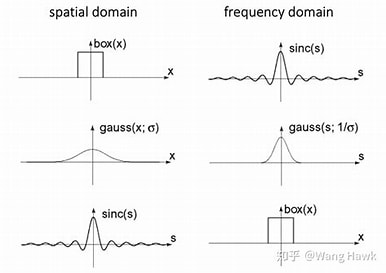 spatial domain
frequency domain
box(x)
x
sinc(s)
s
gauss(x; σ)
x
gauss(s; 1/σ)
s
sinc(s)
s
box(x)
x
知乎 @Wang Hawk